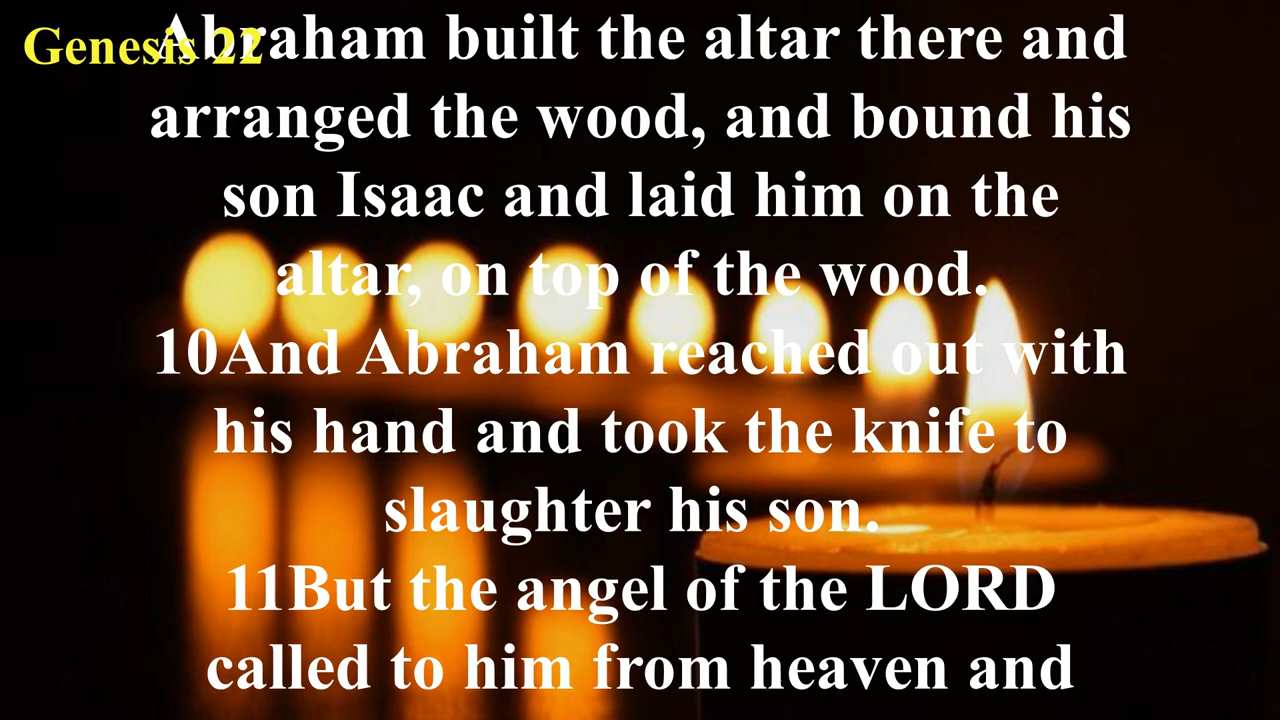 Genesis 22
Abraham built the altar there and
arranged the wood, and bound his
son Isaac and laid him on the
altar, on top of the wood.
10And Abraham reached out with
his hand and took the knife to
slaughter his son.
11But the angel of the LORD
called to him from heaven and